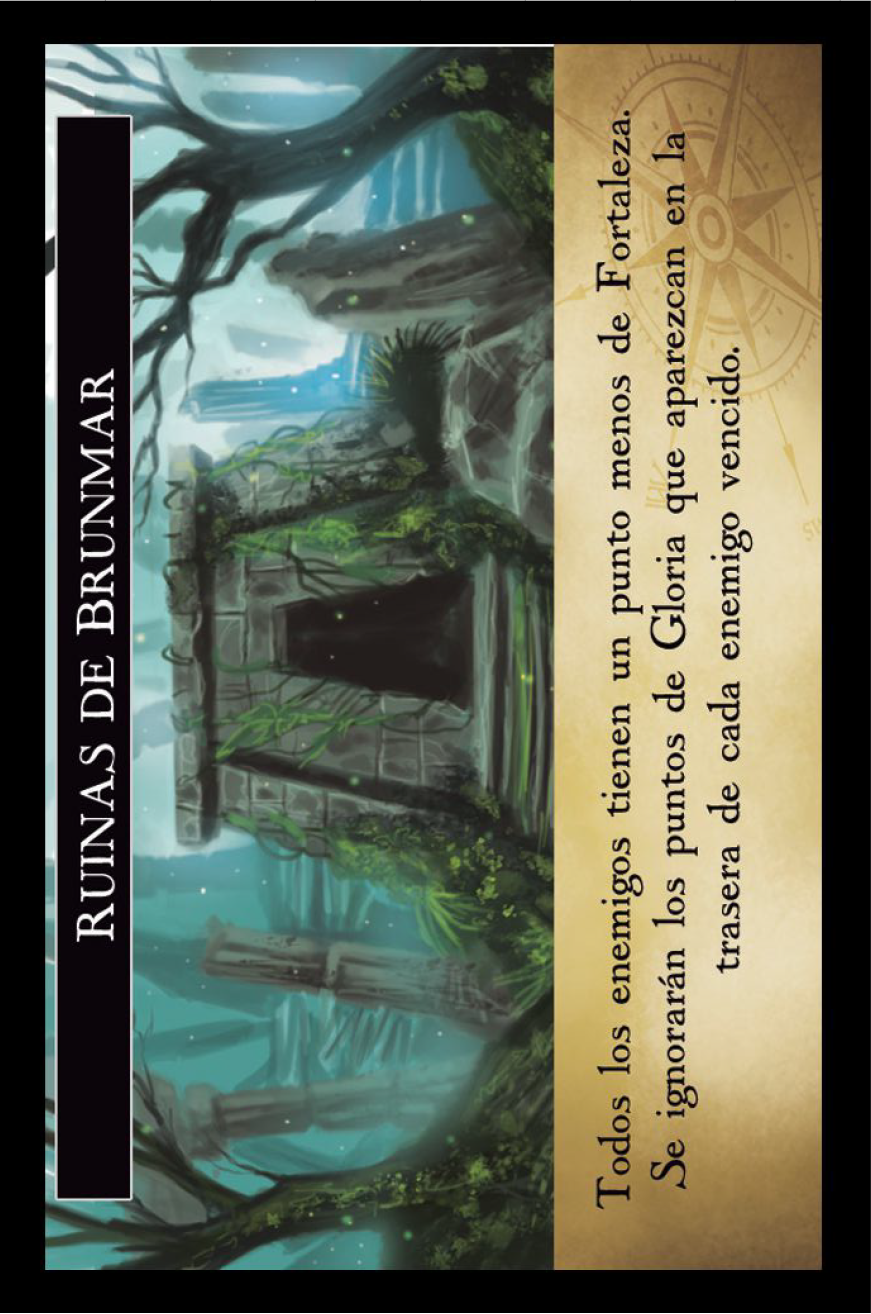 RUINAS DE BRUNMAR
Todos los enemigos tienen un punto menos de Fortaleza.
Se ignorarán los puntos de Gloria que aparezcan en la
trasera de cada enemigo vencido.